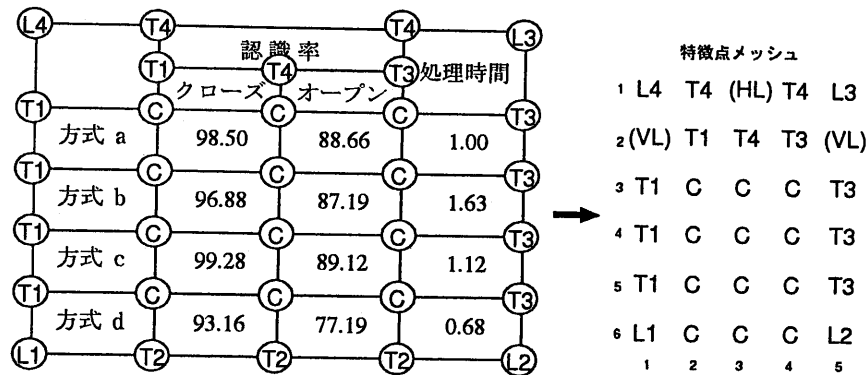 L4 T4 T4 L3
認識率
T1 T4 T3 処理時間
クローズ オープン
T1 C C C T3
方式 a 98.50 88.66 1.00
T1 C C C T3
方式 b 96.88 87.19 1.63
T1 C C C T3
方式 c 99.28 89.12 1.12
T1 C C C T3
方式 d 93.16 77.19 0.68
L1 T2 T2 T2 L2
特徴点メッシュ
1 L4 T4 (HL) T4 L3
2 (VL) T1 T4 T3 (VL)
3 T1 C C C T3
4 T1 C C C T3
5 T1 C C C T3
6 L1 C C C L2
1 2 3 4 5